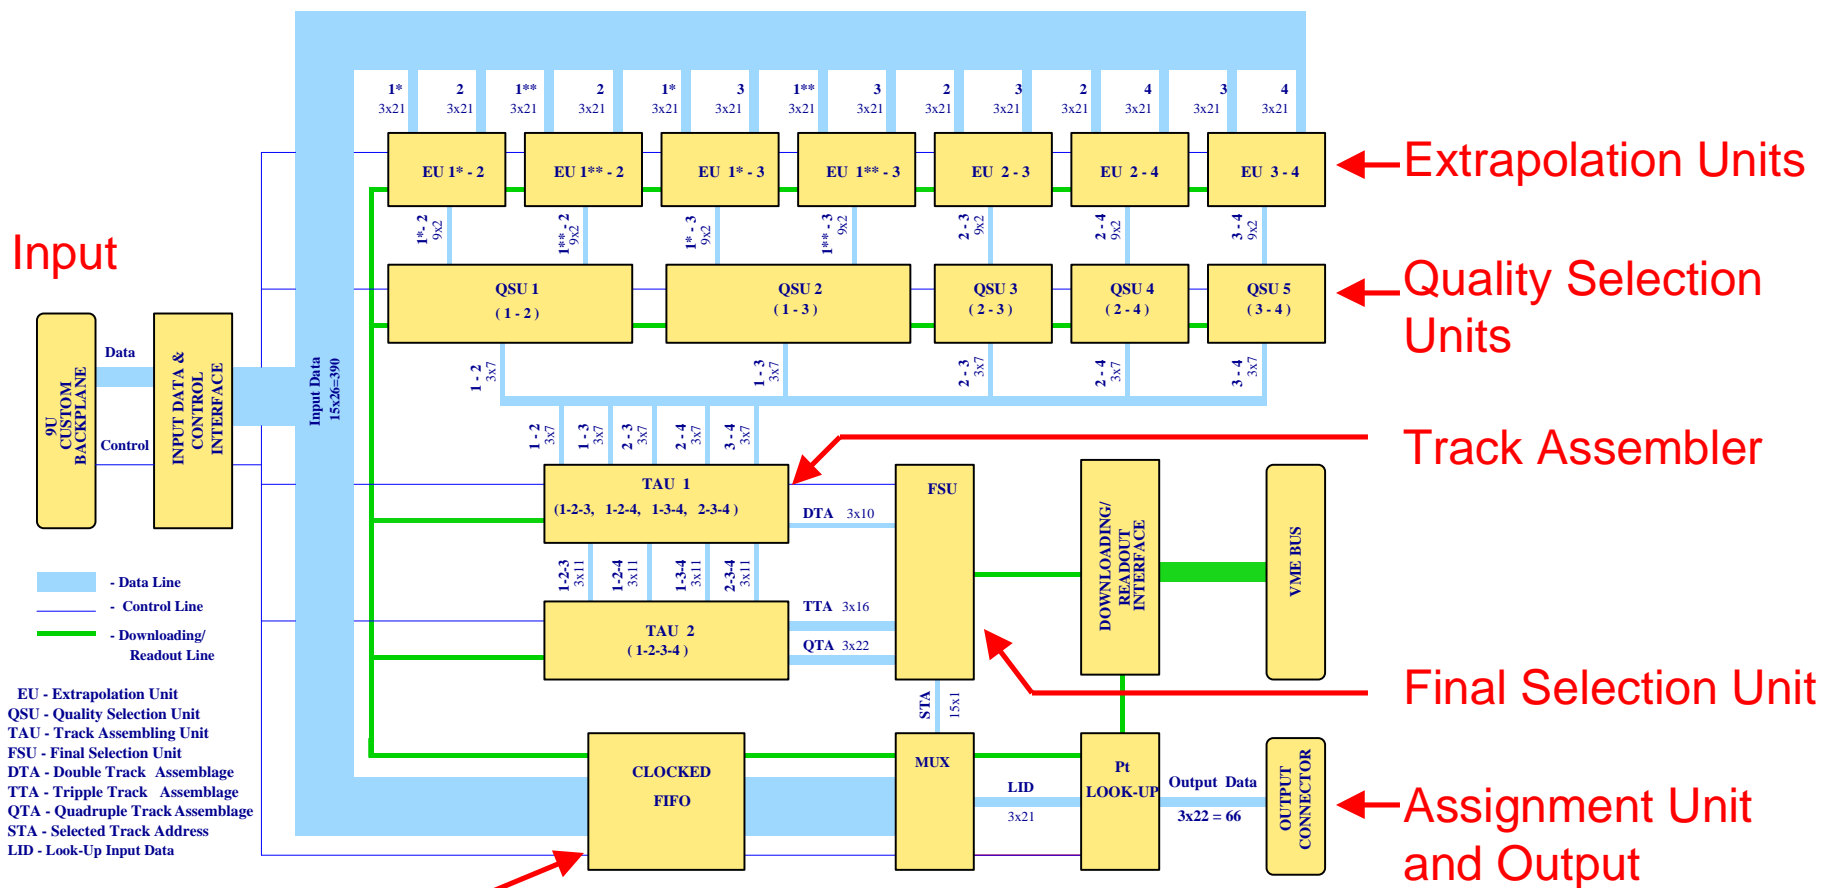 1* 2 1** 2 1* 3 1** 3 2 3 2 4 3 4
3x21 3x21 3x21 3x21 3x21 3x21 3x21 3x21 3x21 3x21 3x21 3x21 3x21 3x21
EU 1* - 2
EU 1** - 2
EU 1* - 3
EU 1** - 3
EU 2 - 3
EU 2 - 4
EU 3 - 4
Extrapolation Units
1*- 2
9x2
1** - 2
9x2
1* - 3
9x2
1** - 3
9x2
2 - 3
9x2
2 - 4
9x2
3 - 4
9x2
Input
QSU 1
( 1 - 2 )
QSU 2
( 1 - 3 )
QSU 3
( 2 - 3 )
QSU 4
( 2 - 4 )
QSU 5
( 3 - 4 )
Quality Selection
Units
9U
CUSTOM
BACKPLANE
Data
Control
INPUT DATA &
CONTROL
INTERFACE
Input Data
15x26=390
1 - 2
3x7
1 - 3
3x7
2 - 3
3x7
2 - 4
3x7
3 - 4
3x7
1 - 2
3x7
1 - 3
3x7
2 - 3
3x7
2 - 4
3x7
3 - 4
3x7
Track Assembler
TAU 1
(1-2-3, 1-2-4, 1-3-4, 2-3-4 )
DTA 3x10
FSU
DOWNLOADING/
READOUT
INTERFACE
VME BUS
1-2-3
3x11
1-2-4
3x11
1-3-4
3x11
2-3-4
3x11
TAU 2
( 1-2-3-4 )
TTA 3x16
QTA 3x22
- Data Line
- Control Line
- Downloading/
Readout Line
Final Selection Unit
STA
15x1
EU - Extrapolation Unit
QSU - Quality Selection Unit
TAU - Track Assembling Unit
FSU - Final Selection Unit
DTA - Double Track Assemblage
TTA - Tripple Track Assemblage
QTA - Quadruple Track Assemblage
STA - Selected Track Address
LID - Look-Up Input Data
CLOCKED
FIFO
MUX
LID
3x21
Pt
LOOK-UP
Output Data
3x22 = 66
OUTPUT
CONNECTOR
Assignment Unit
and Output